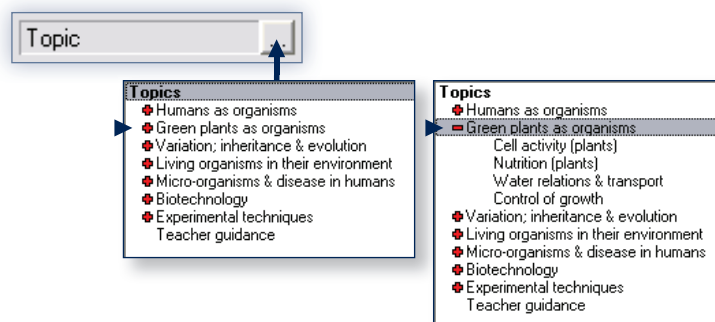 Topic ...
Topics
Humans as organisms
Green plants as organisms
Variation; inheritance & evolution
Living organisms in their environment
Micro-organisms & disease in humans
Biotechnology
Experimental techniques
Teacher guidance
Topics
Humans as organisms
Green plants as organisms
Cell activity (plants)
Nutrition (plants)
Water relations & transport
Control of growth
Variation; inheritance & evolution
Living organisms in their environment
Micro-organisms & disease in humans
Biotechnology
Experimental techniques
Teacher guidance